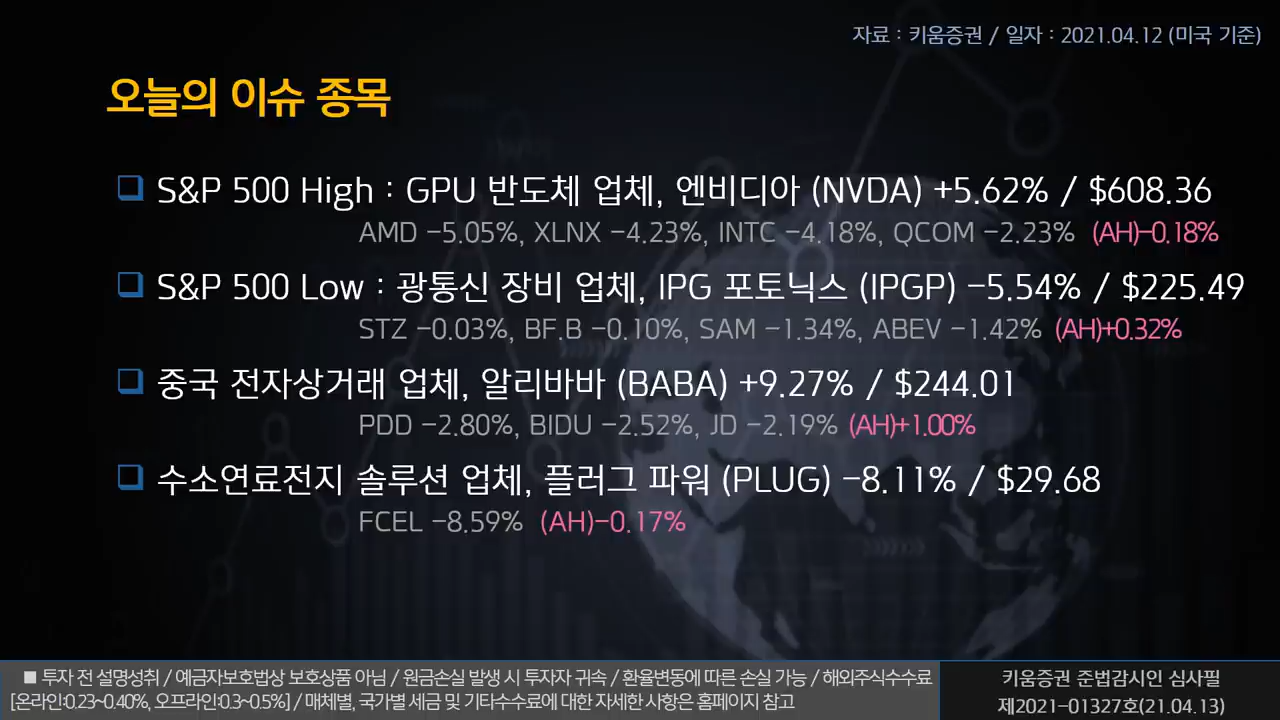 자료 : 키움증권 / 일자 : 2021.04.12 (미국 기준)
오늘의 이슈 종목
S&P 500 High : GPU 반도체 업체, 엔비디아 (NVDA) +5.62% / $608.36
AMD -5.05%, XLNX -4.23%, INTC -4.18%, QCOM -2.23% (AH)-0.18%
S&P 500 Low : 광통신 장비 업체, IPG 포토닉스 (IPGP) -5.54% / $225.49
STZ -0.03%, BF.B -0.10%, SAM -1.34%, ABEV -1.42% (AH)+0.32%
중국 전자상거래 업체, 알리바바 (BABA) +9.27% / $244.01
PDD -2.80%, BIDU -2.52%, JD -2.19% (AH)+1.00%
수소연료전지 솔루션 업체, 플러그 파워 (PLUG) -8.11% / $29.68
FCEL -8.59% (AH)-0.17%
■ 투자 전 설명성취 / 예금자보호법상 보호상품 아님 / 원금손실 발생 시 투자자 귀속 / 환율변동에 따른 손실 가능 / 해외주식수수료
[온라인:0.23~0.40%, 오프라인:0.3~0.5%] / 매체별, 국가별 세금 및 기타수수료에 대한 자세한 사항은 홈페이지 참고
키움증권 준법감시인 심사필
제2021-01327호(21.04.13)